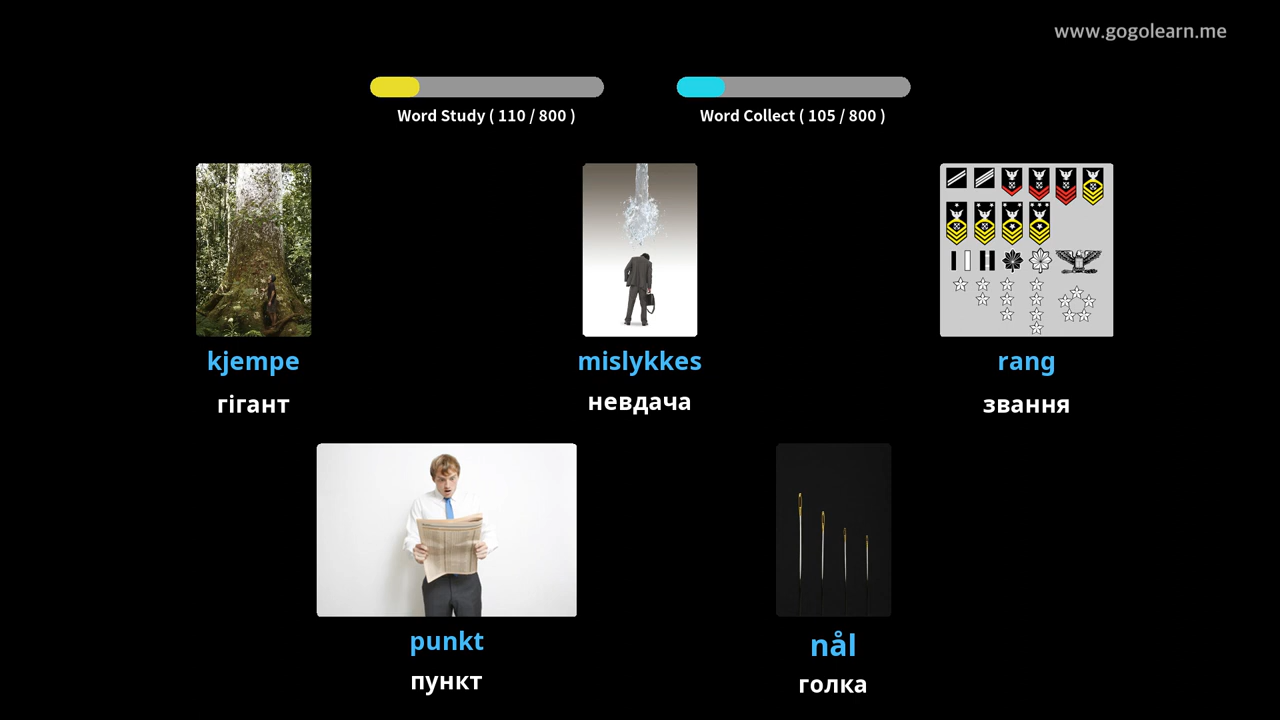 www.gogolearn.me
Word Study ( 110 / 800 )
Word Collect ( 105 / 800 )
kjempe
гігант
mislykkes
невдача
rang
звання
punkt
пункт
nål
голка